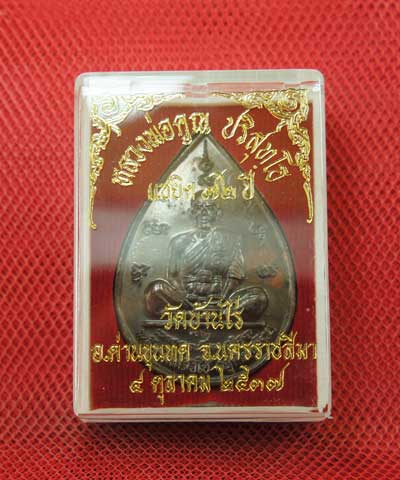 หลวงพ่อคูณ ปริสุทโธ
แซยิด ๗๒ ปี
วัดบ้านไร่
อ.ด่านขุนทด จ.นครราชสีมา
๔ ตุลาคม ๒๕๓๗